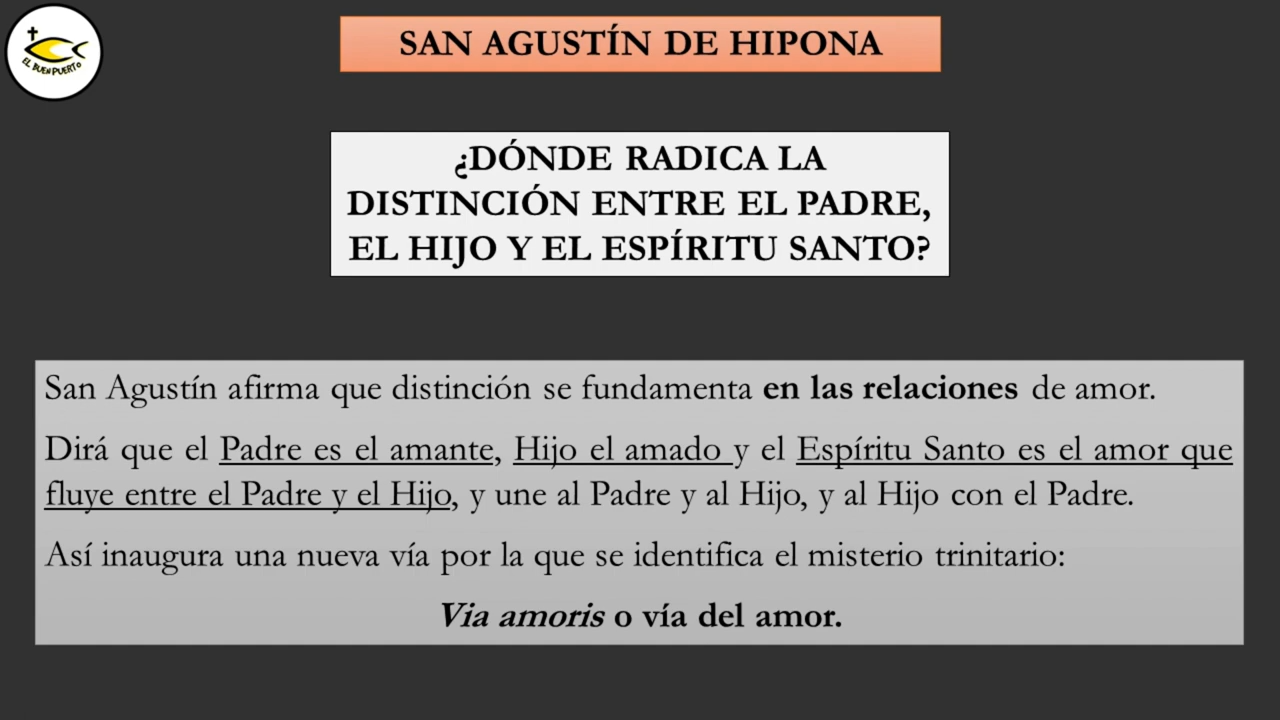 EL BUEN PUERTO
SAN AGUSTÍN DE HIPONA
¿DÓNDE RADICA LA
DISTINCIÓN ENTRE EL PADRE,
EL HIJO Y EL ESPÍRITU SANTO?
San Agustín afirma que distinción se fundamenta en las relaciones de amor.
Dirá que el Padre es el amante, Hijo el amado y el Espíritu Santo es el amor que
fluye entre el Padre y el Hijo, y une al Padre y al Hijo, y al Hijo con el Padre.
Así inaugura una nueva vía por la que se identifica el misterio trinitario:
Via amoris o vía del amor.